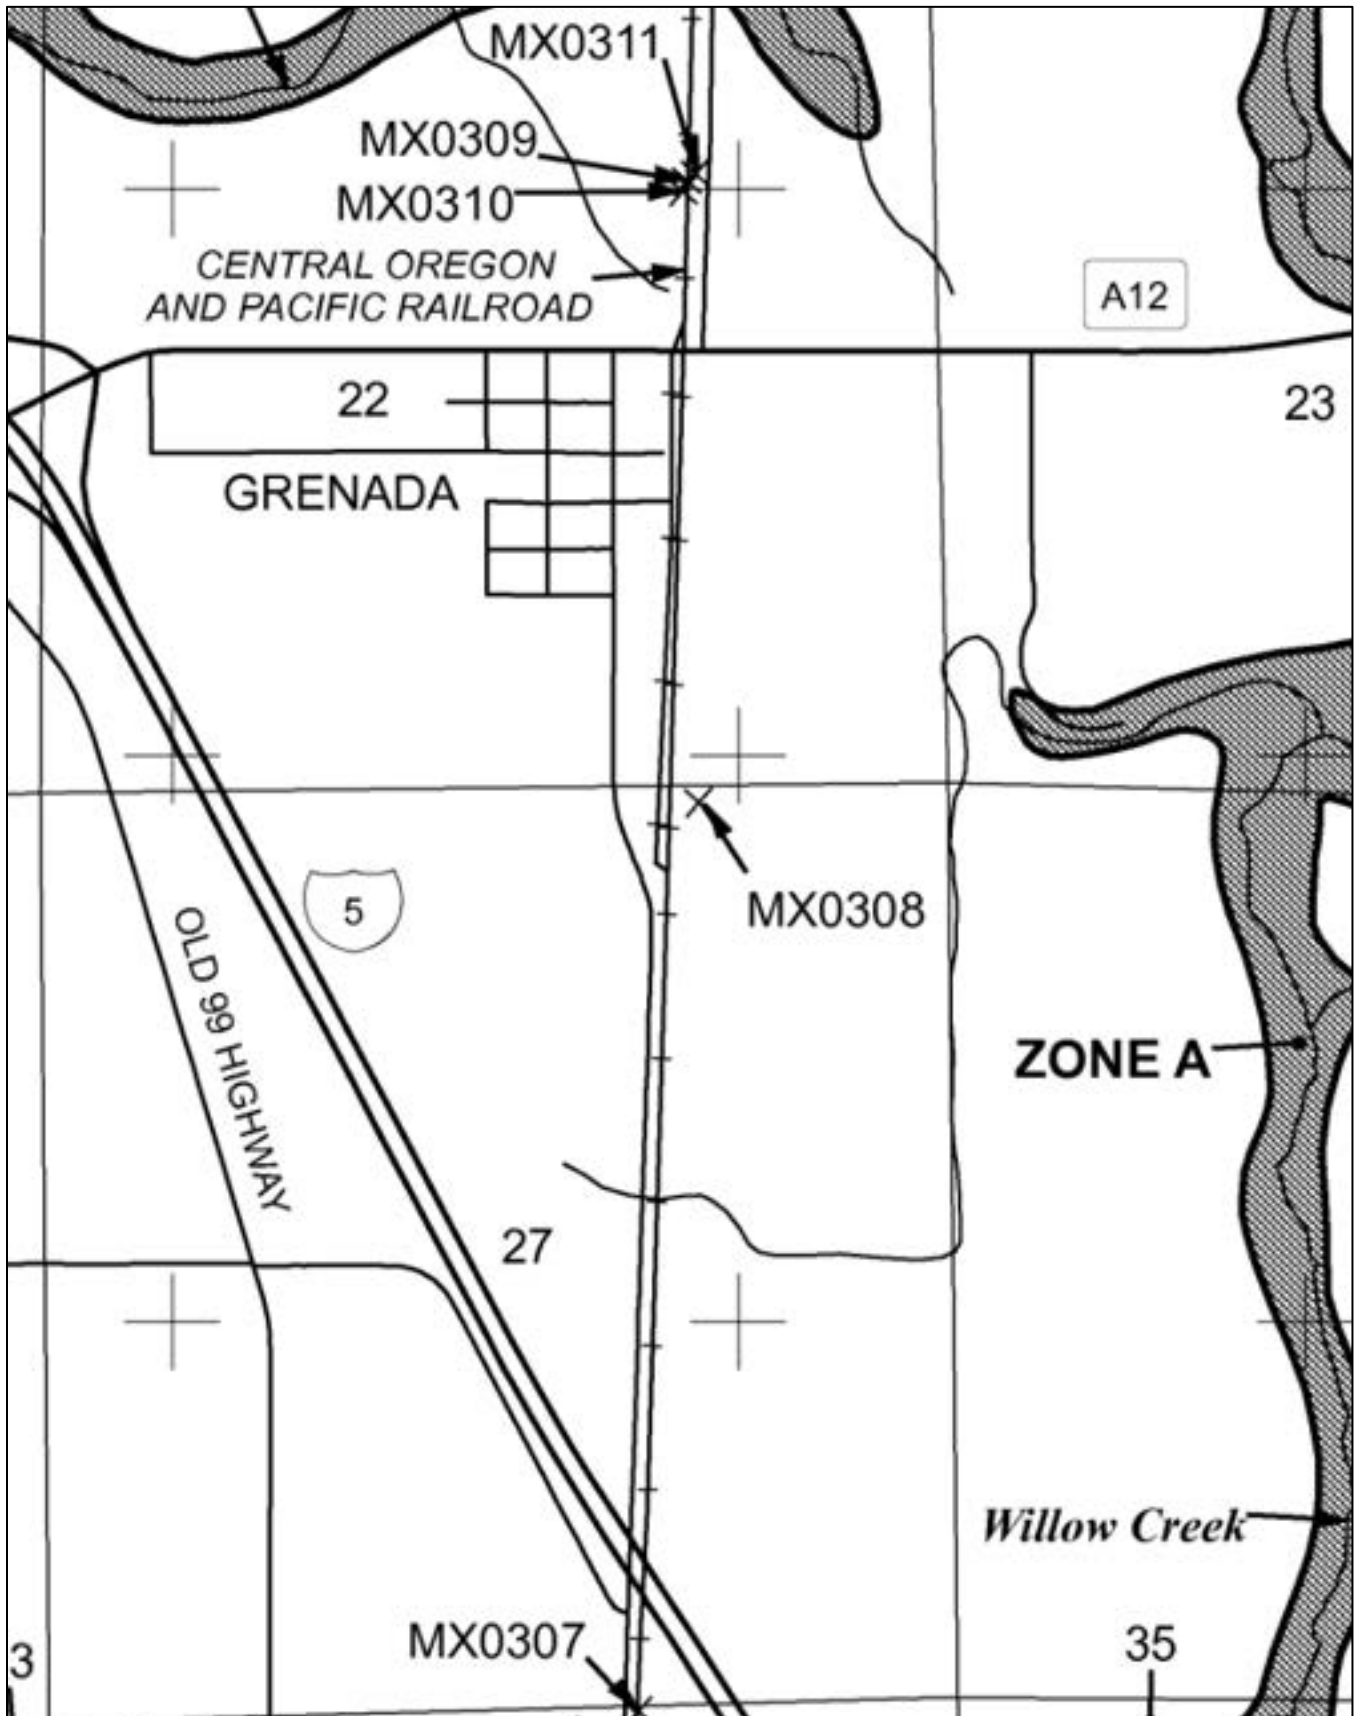 MX0311
MX0309
MX0310
CENTRAL OREGON
AND PACIFIC RAILROAD
A12
22
23
GRENADA
MX0308
5
OLD 99 HIGHWAY
ZONE A
27
Willow Creek
MX0307
35
3